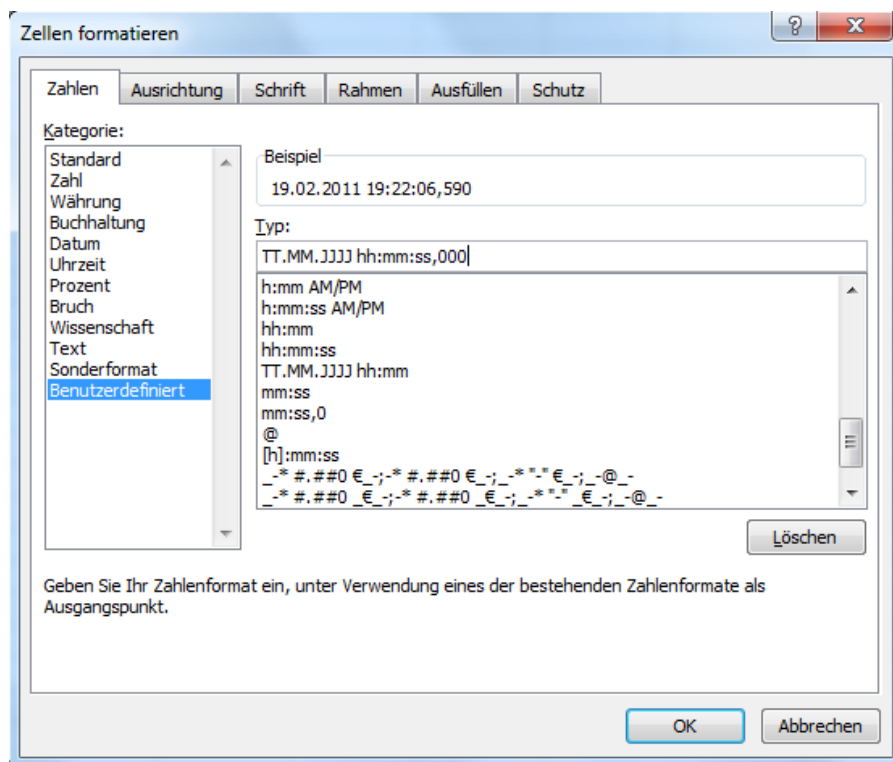 Zellen formatieren
Zahlen Ausrichtung Schrift Rahmen Ausfüllen Schutz
Kategorie:
Standard
Zahl
Währung
Buchhaltung
Datum
Uhrzeit
Prozent
Bruch
Wissenschaft
Text
Sonderformat
Benutzerdefiniert
Beispiel
19.02.2011 19:22:06,590
Typ:
TT.MM.JJJJ hh:mm:ss,000
h:mm AM/PM
h:mm:ss AM/PM
hh:mm
hh:mm:ss
TT.MM.JJJJ hh:mm
mm:ss
mm:ss,0
@
[h]:mm:ss
_-* #.##0 €_-;-* #.##0 €_-;_-* "-" €_-;_-@_-
_-* #.##0 _€_-;-* #.##0 _€_-;_-* "-" _€_-;_-@_-
Löschen
Geben Sie Ihr Zahlenformat ein, unter Verwendung eines der bestehenden Zahlenformate als
Ausgangspunkt.
OK Abbrechen